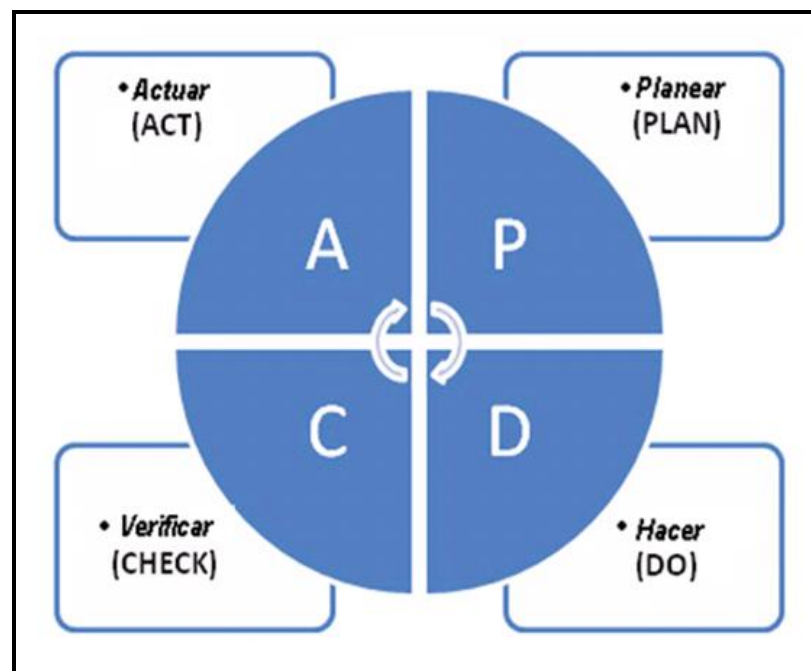 • Actuar
(ACT)
• Planear
(PLAN)
A
P
C
D
• Verificar
(CHECK)
• Hacer
(DO)